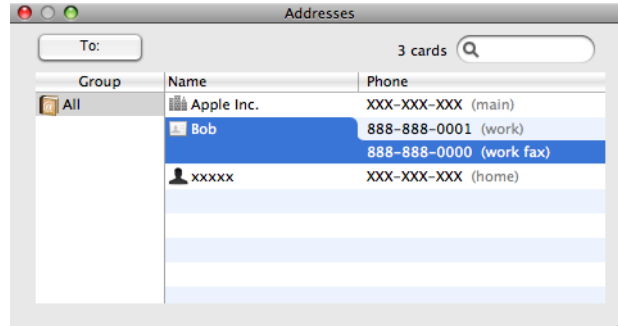 Addresses
To:
3 cards
Group Name Phone
All Apple Inc. XXX-XXX-XXX (main)
Bob 888-888-0001 (work)
888-888-0000 (work fax)
xxxxx XXX-XXX-XXX (home)